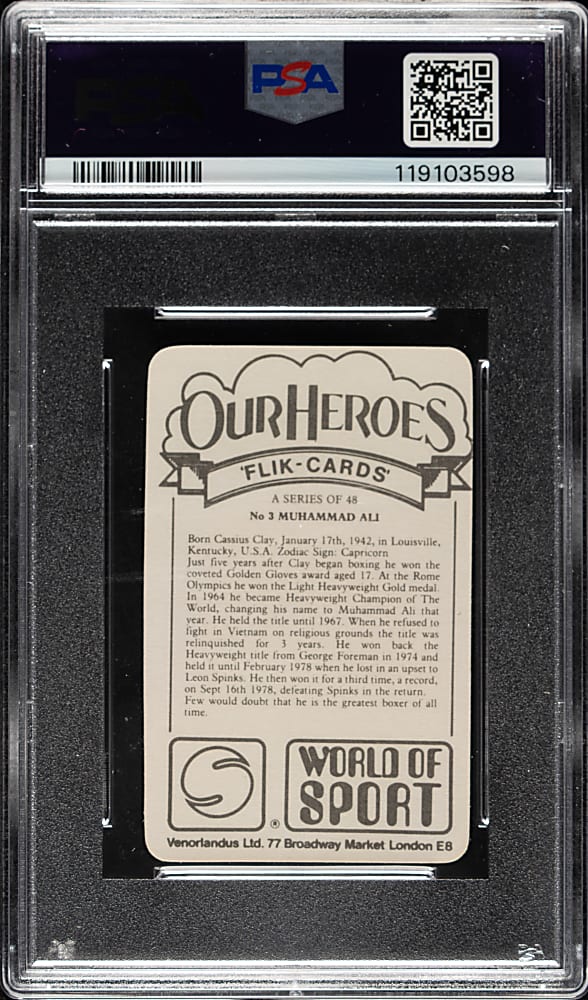 PSA
119103598
OUR HEROES
'FLIK-CARDS'
A SERIES OF 48
No 3 MUHAMMAD ALI
Born Cassius Clay, January 17th, 1942, in Louisville,
Kentucky, U.S.A. Zodiac Sign: Capricorn
Just five years after Clay began boxing he won the
coveted Golden Gloves award aged 17. At the Rome
Olympics he won the Light Heavyweight Gold medal.
In 1964 he became Heavyweight Champion of The
World, changing his name to Muhammad Ali that
year. He held the title until 1967. When he refused to
fight in Vietnam on religious grounds the title was
relinquished for 3 years. He won back the
Heavyweight title from George Foreman in 1974 and
held it until February 1978 when he lost in an upset to
Leon Spinks. He then won it for a third time, a record,
on Sept 16th 1978, defeating Spinks in the return.
Few would doubt that he is the greatest boxer of all
time.
®
WORLD OF
SPORT
Venorlandus Ltd. 77 Broadway Market London E8